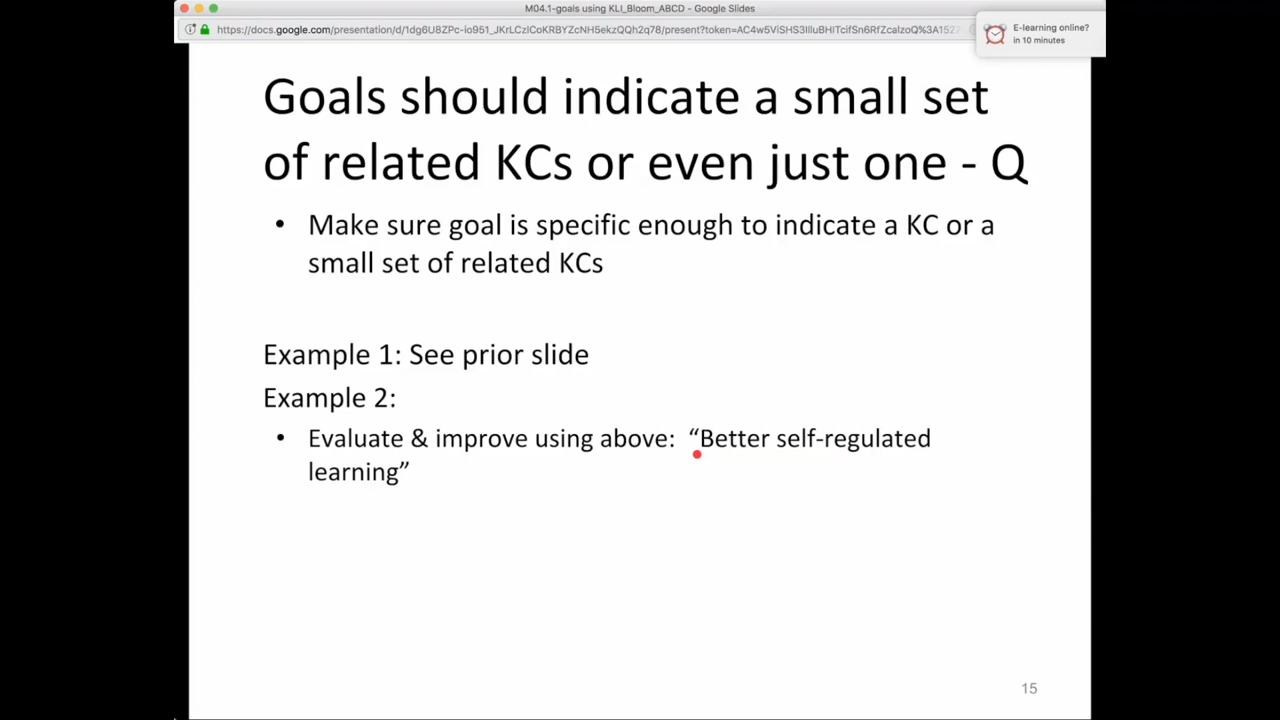 M04.1-goals using KLI_Bloom_ABCD - Google Slides
E-learning online?
in 10 minutes
Goals should indicate a small set
of related KCs or even just one - Q
• Make sure goal is specific enough to indicate a KC or a
small set of related KCs
Example 1: See prior slide
Example 2:
• Evaluate & improve using above: “Better self-regulated
learning”
15